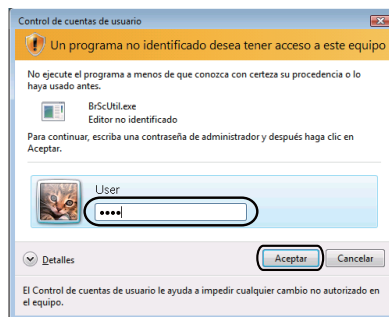 Control de cuentas de usuario
Un programa no identificado desea tener acceso a este equipo
No ejecute el programa a menos de que conozca con certeza su procedencia o lo
haya usado antes.
BrScUtil.exe
Editor no identificado
Para continuar, escriba una contraseña de administrador y después haga clic en
Aceptar.
User
••••
Detalles
Aceptar
Cancelar
El Control de cuentas de usuario le ayuda a impedir cualquier cambio no autorizado en
el equipo.